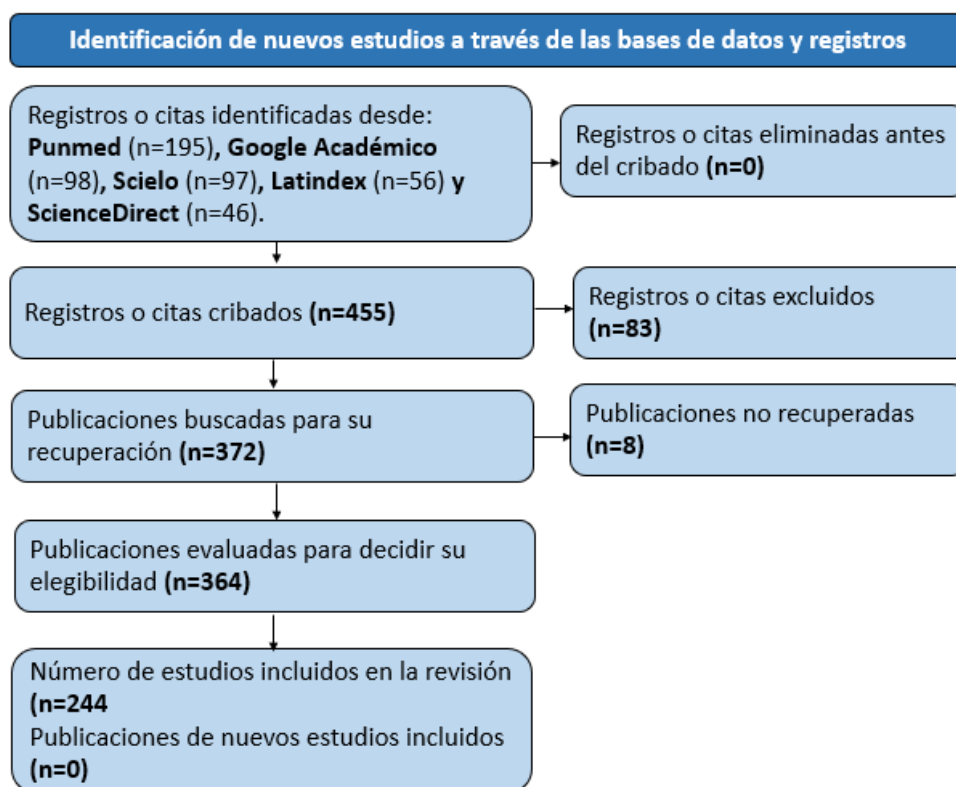 Identificación de nuevos estudios a través de las bases de datos y registros
Registros o citas identificadas desde:
Punmed (n=195), Google Académico
(n=98), Scielo (n=97), Latindex (n=56) y
ScienceDirect (n=46).
Registros o citas eliminadas antes
del cribado (n=0)
Registros o citas cribados (n=455)
Registros o citas excluidos
(n=83)
Publicaciones buscadas para su
recuperación (n=372)
Publicaciones no recuperadas
(n=8)
Publicaciones evaluadas para decidir su
elegibilidad (n=364)
Número de estudios incluidos en la revisión
(n=244
Publicaciones de nuevos estudios incluidos
(n=0)